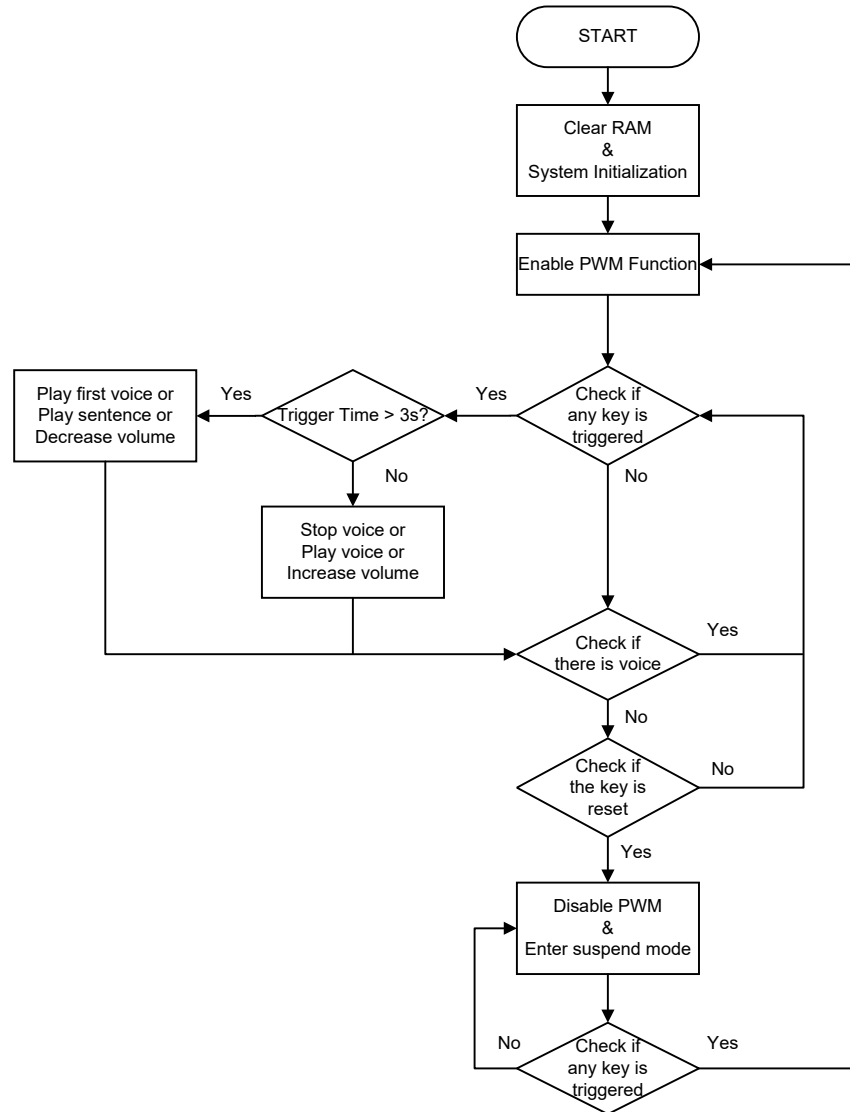 START
Clear RAM
&
System Initialization
Enable PWM Function
Play first voice or
Play sentence or
Decrease volume
Yes
Trigger Time > 3s?
Yes
Check if
any key is
triggered
No
No
Stop voice or
Play voice or
Increase volume
Check if
there is voice
Yes
No
Check if
the key is
reset
No
Yes
Disable PWM
&
Enter suspend mode
No
Check if
any key is
triggered
Yes